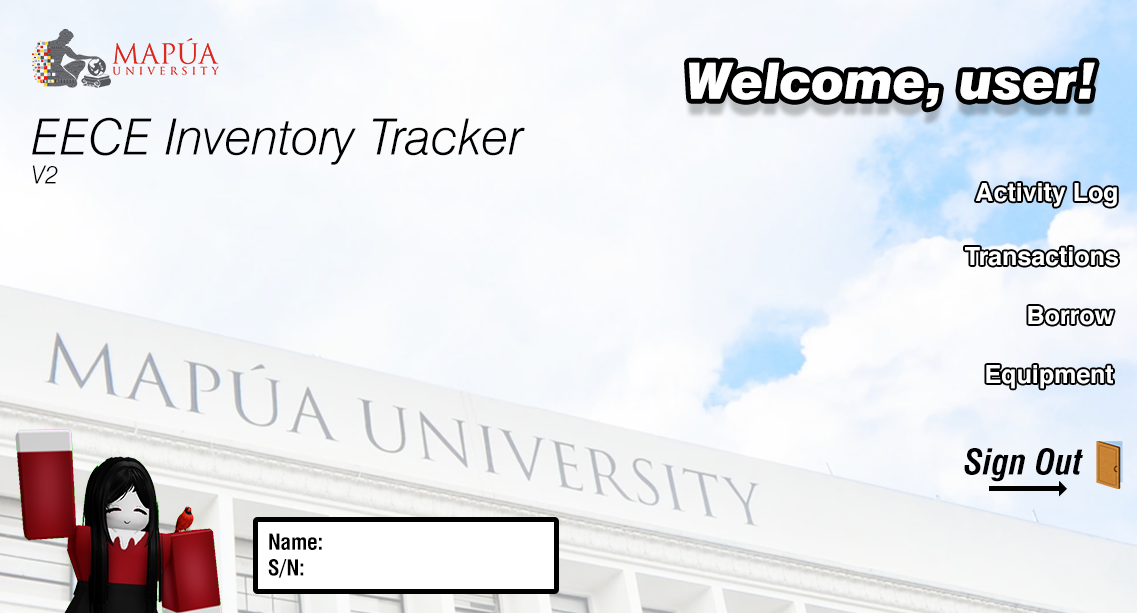 MAPÚA
UNIVERSITY
Welcome, user!
EECE Inventory Tracker
V2
Activity Log
Transactions
Borrow
Equipment
MAPÚA UNIVERSITY
Sign Out
Name:
S/N: